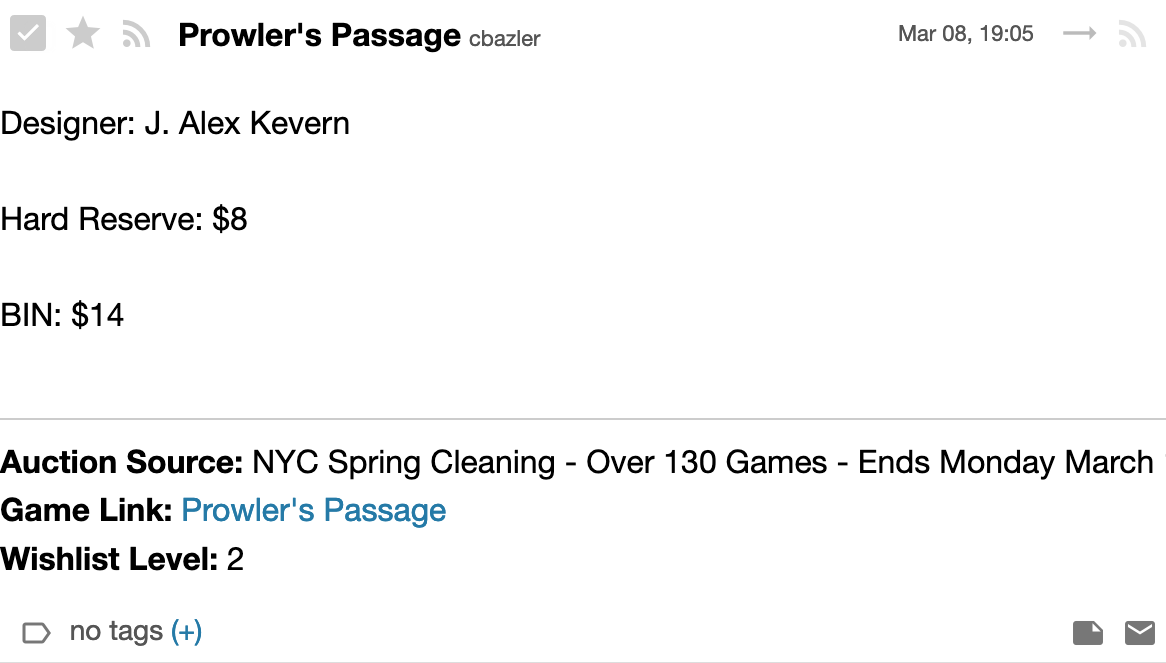 Prowler's Passage cbazler Mar 08, 19:05
Designer: J. Alex Kevern
Hard Reserve: $8
BIN: $14
Auction Source: NYC Spring Cleaning - Over 130 Games - Ends Monday March
Game Link: Prowler's Passage
Wishlist Level: 2
no tags (+)